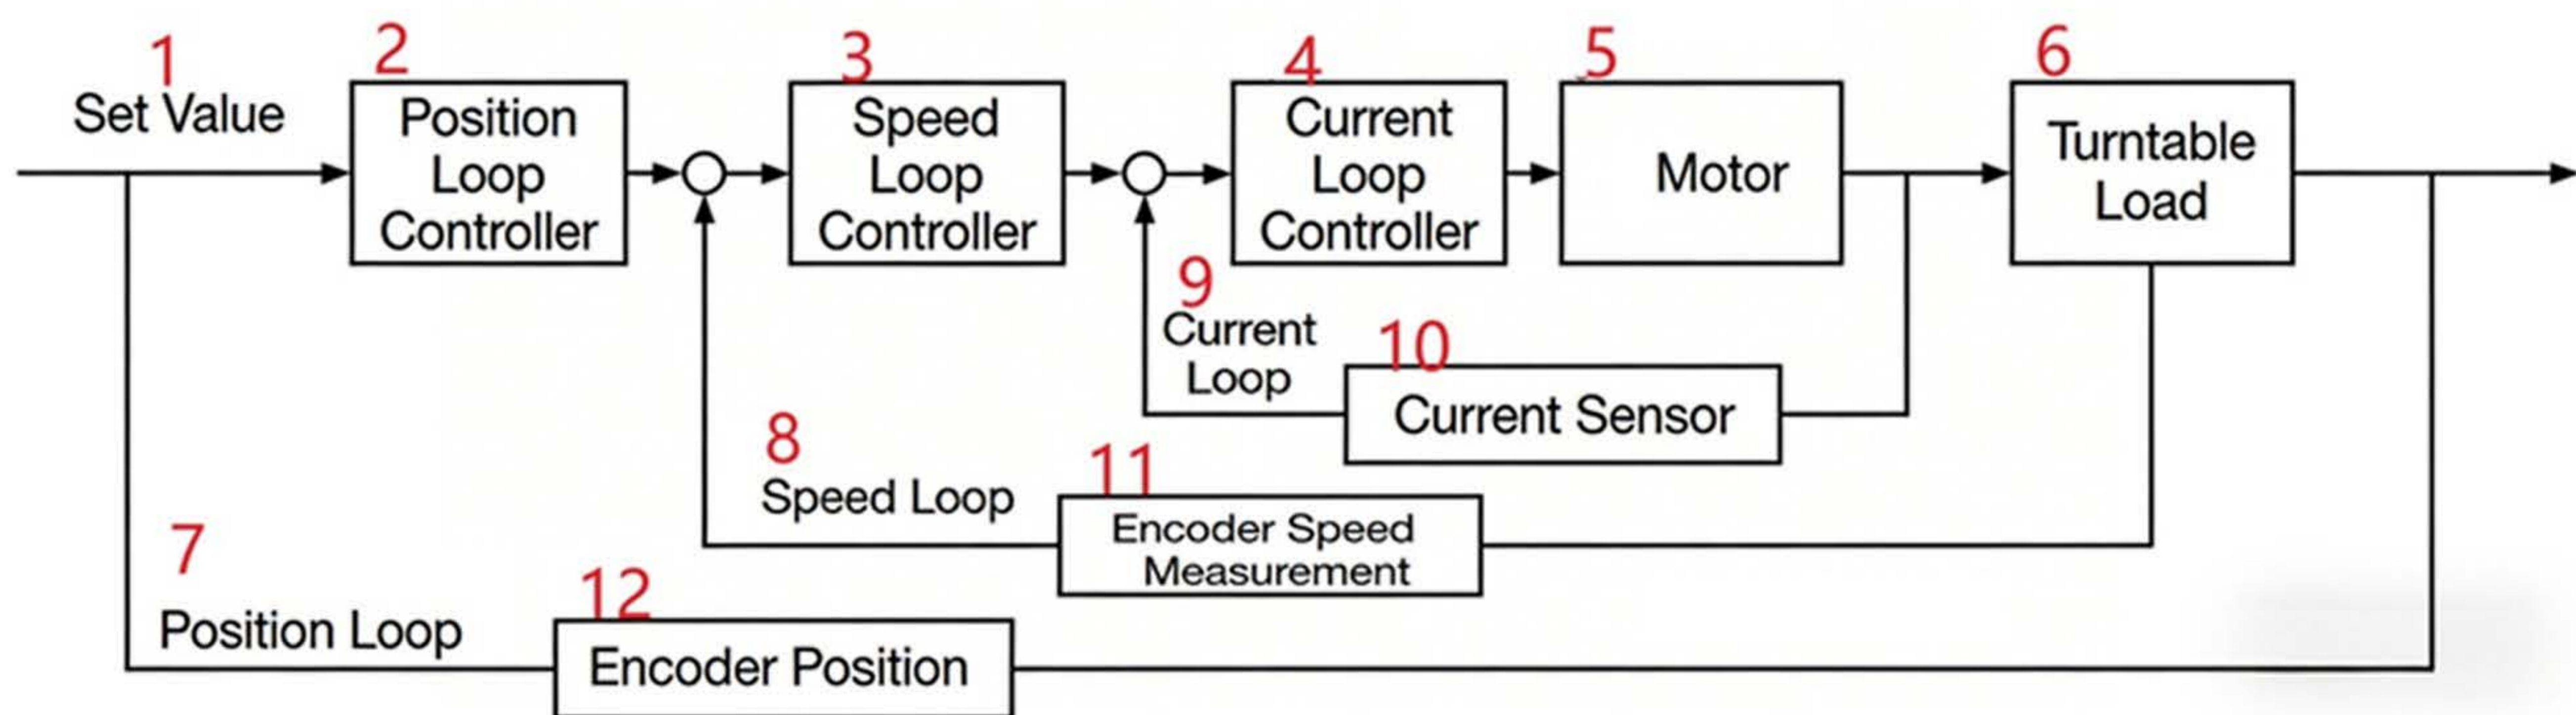 1
Set Value
2
Position
Loop
Controller
3
Speed
Loop
Controller
4
Current
Loop
Controller
5
Motor
6
Turntable
Load
9
Current
Loop
10
Current Sensor
8
Speed Loop
11
Encoder Speed
Measurement
7
Position Loop
12
Encoder Position